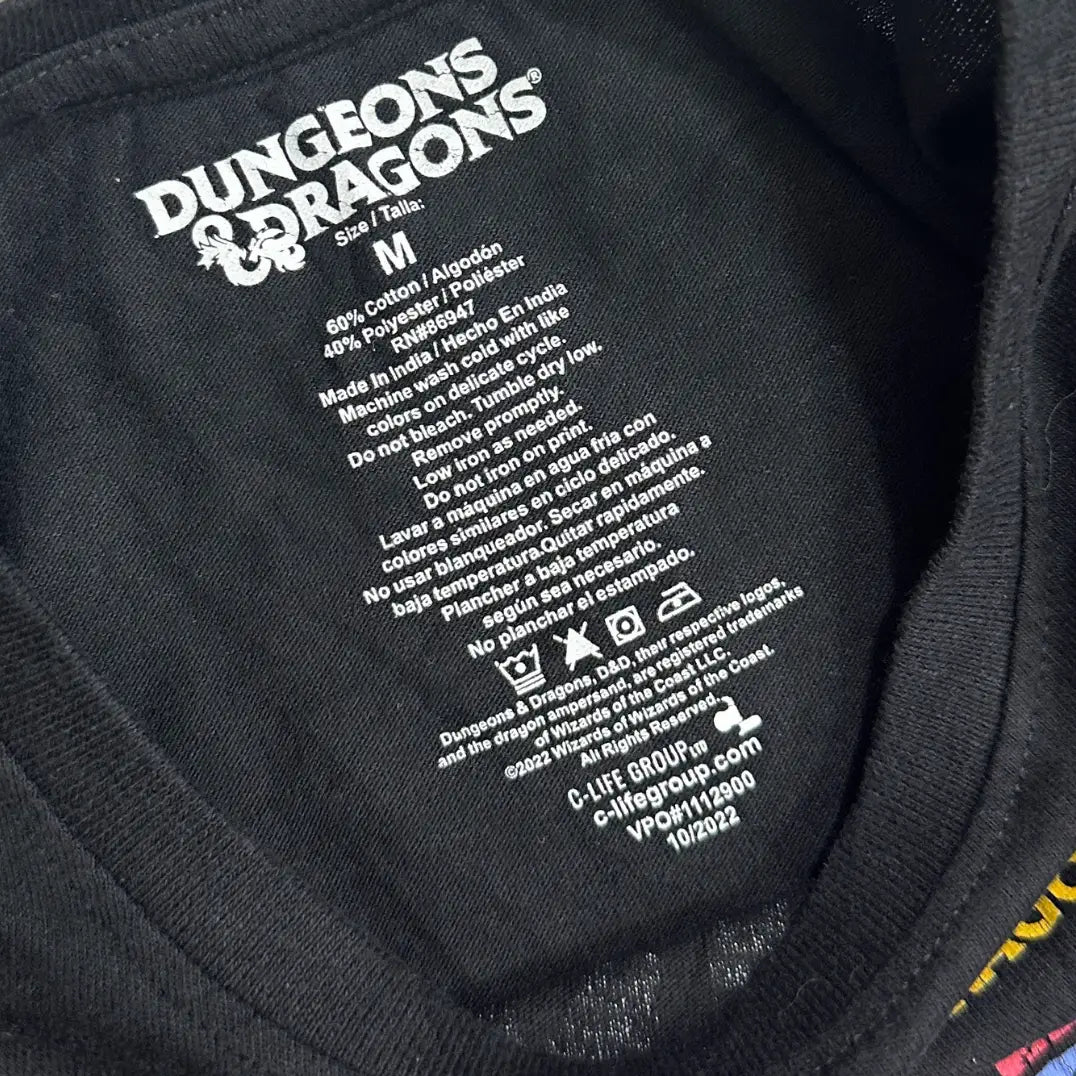 DUNGEONS
& DRAGONS®
Size / Talla:
M
60% Cotton / Algodón
40% Polyester / Poliéster
RN#86947
Made In India / Hecho En India
Machine wash cold with like
colors on delicate cycle.
Do not bleach. Tumble dry low.
Remove promptly.
Low iron as needed.
Do not iron on print.
Lavar a máquina en agua fría con
colores similares en ciclo delicado.
No usar blanqueador. Secar en máquina a
baja temperatura.Quitar rapidamente.
Plancher a baja temperatura
según sea necesario.
No planchar el estampado.
Dungeons & Dragons, D&D, their respective logos,
and the dragon ampersand, are registered trademarks
of Wizards of the Coast LLC.
©2022 Wizards of Wizards of the Coast.
All Rights Reserved.
C-LIFE GROUP LTD
c-lifegroup.com
VPO#1112900
10/2022